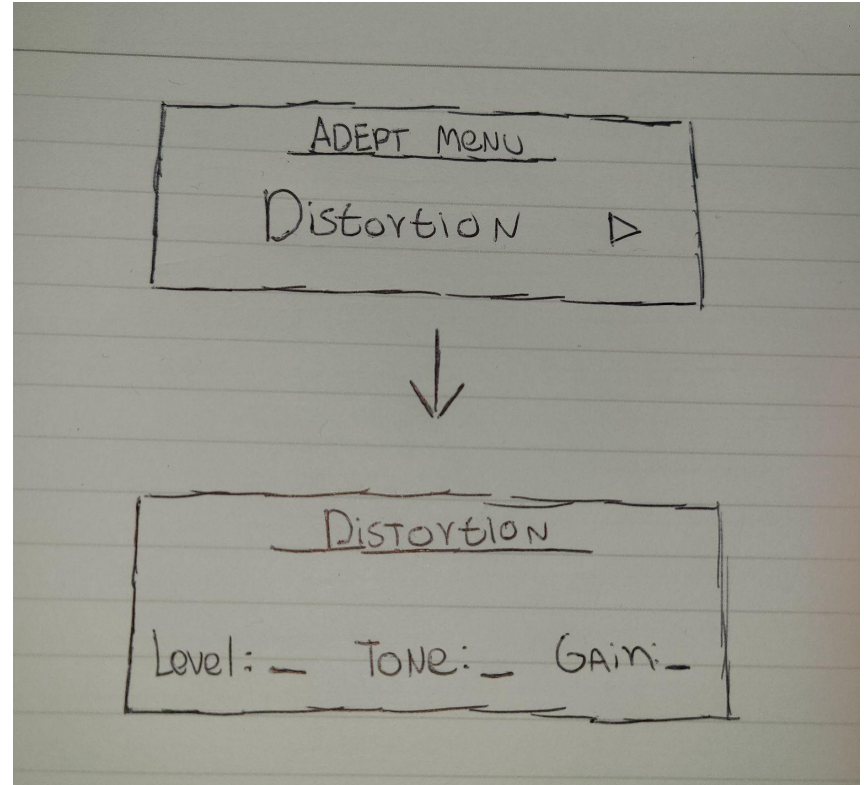 ADEPT MENU
Distortion ▷
Distortion
Level: _ Tone: _ Gain: _